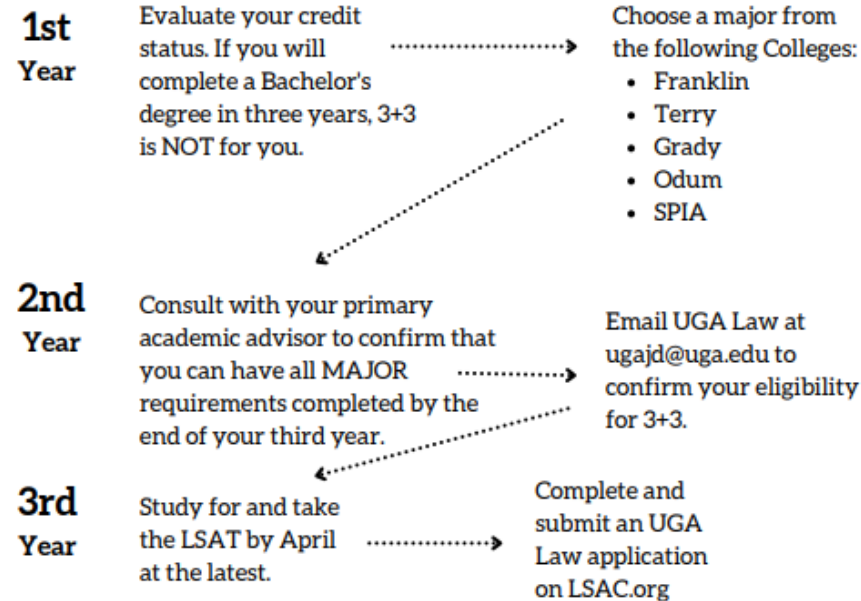 1st
Year
Evaluate your credit
status. If you will
complete a Bachelor's
degree in three years, 3+3
is NOT for you.
Choose a major from
the following Colleges:
• Franklin
• Terry
• Grady
• Odum
• SPIA
2nd
Year
Consult with your primary
academic advisor to confirm that
you can have all MAJOR
requirements completed by the
end of your third year.
Email UGA Law at
ugajd@uga.edu to
confirm your eligibility
for 3+3.
3rd
Year
Study for and take
the LSAT by April
at the latest.
Complete and
submit an UGA
Law application
on LSAC.org